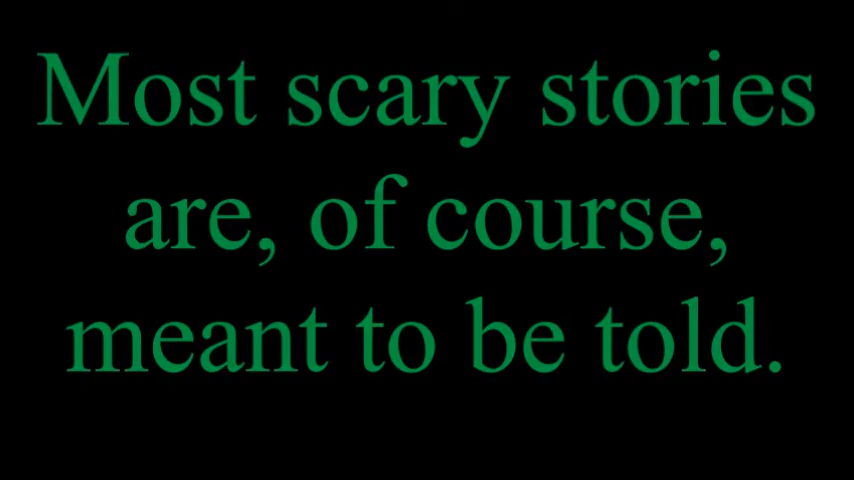 Most scary stories
are, of course,
meant to be told.